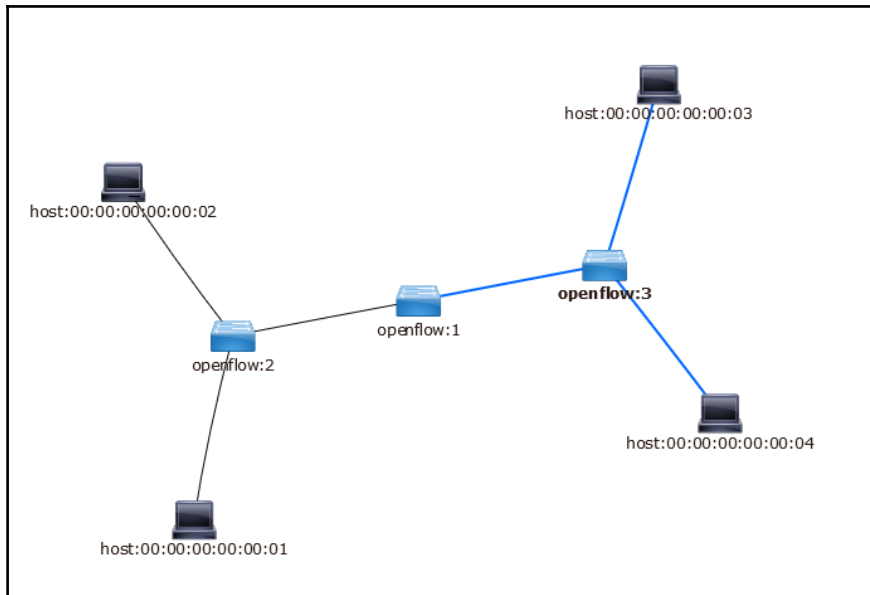 host:00:00:00:00:00:03
host:00:00:00:00:00:02
openflow:3
openflow:1
openflow:2
host:00:00:00:00:00:04
host:00:00:00:00:00:01